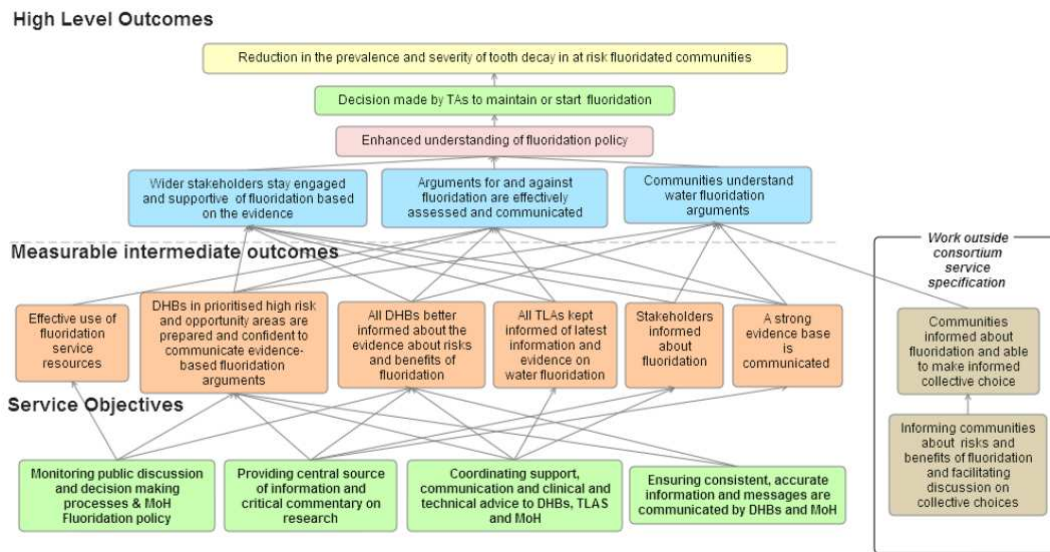 High Level Outcomes
Reduction in the prevalence and severity of tooth decay in at risk fluoridated communities
Decision made by TAs to maintain or start fluoridation
Enhanced understanding of fluoridation policy
Wider stakeholders stay engaged
and supportive of fluoridation based
on the evidence
Arguments for and against
fluoridation are effectively
assessed and communicated
Communities understand
water fluoridation
arguments
Measurable intermediate outcomes
Work outside
consortium
service
specification
Effective use of
fluoridation
service
resources
DHBs in prioritised high risk
and opportunity areas are
prepared and confident to
communicate evidence-
based fluoridation
arguments
All DHBs better
informed about the
evidence about risks
and benefits of
fluoridation
All TLAs kept
informed of latest
information and
evidence on
water fluoridation
Stakeholders
informed
about
fluoridation
A strong
evidence base
is
communicated
Communities
informed about
fluoridation and able
to make informed
collective choice
Service Objectives
Monitoring public discussion
and decision making
processes & MoH
Fluoridation policy
Providing central source
of information and
critical commentary on
research
Coordinating support,
communication and clinical and
technical advice to DHBs, TLAS
and MoH
Ensuring consistent, accurate
information and messages are
communicated by DHBs and MoH
Informing communities
about risks and
benefits of fluoridation
and facilitating
discussion on
collective choices